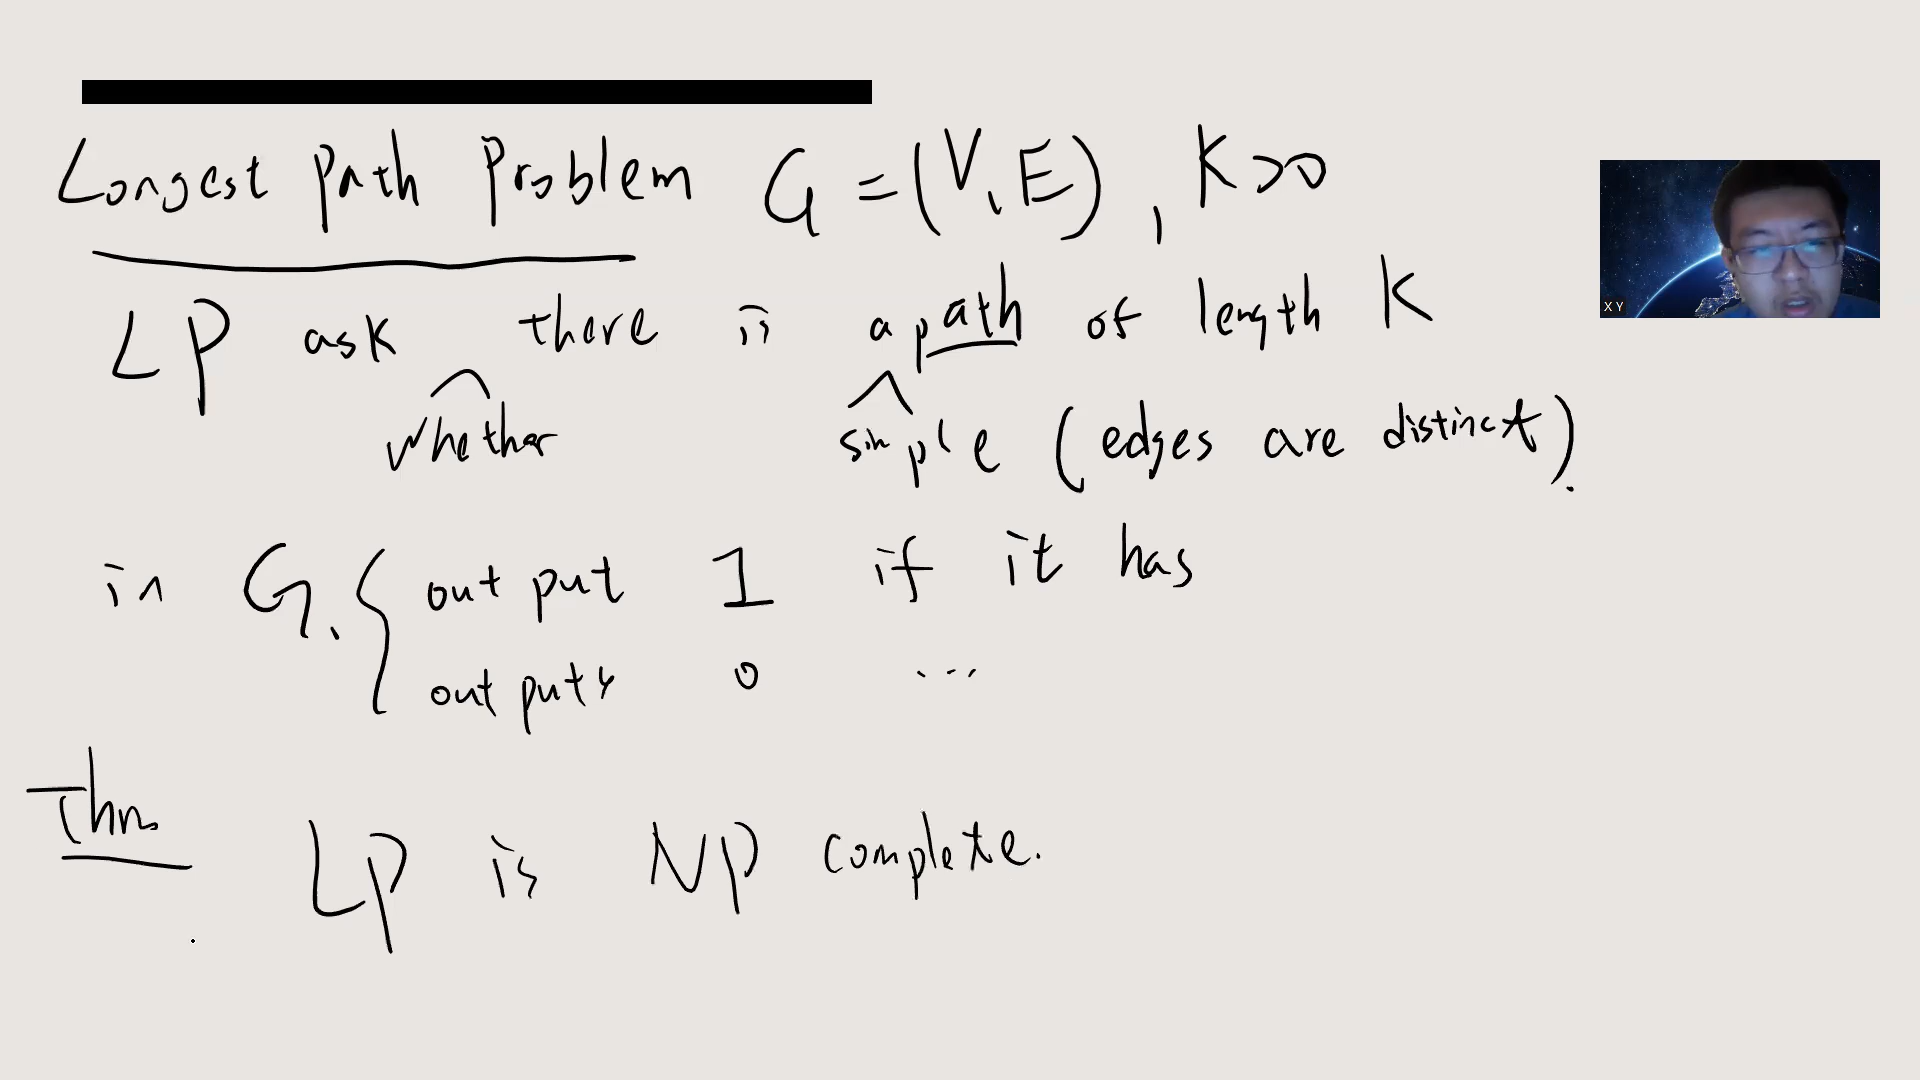 Longest Path Problem G = (V, E), K>0
LP ask there is a path of length K
whether simple (edges are distinct).
in G. { output 1 if it has
outputs 0 ...
Thm
LP is NP complete.
X Y